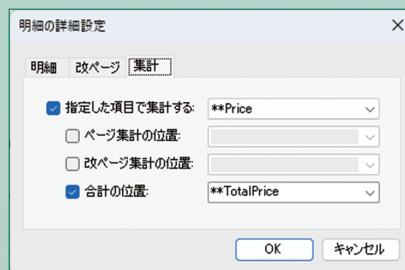 明細の詳細設定
明細 改ページ 集計
指定した項目で集計する: **Price
ページ集計の位置:
改ページ集計の位置:
合計の位置: **TotalPrice
OK キャンセル